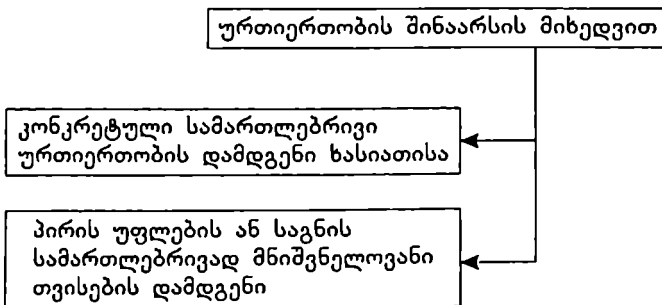 ურთიერთობის შინაარსის მიხედვით
კონკრეტული სამართლებრივი
ურთიერთობის დამდგენი ხასიათისა
პირის უფლების ან საგნის
სამართლებრივად მნიშვნელოვანი
თვისების დამდგენი